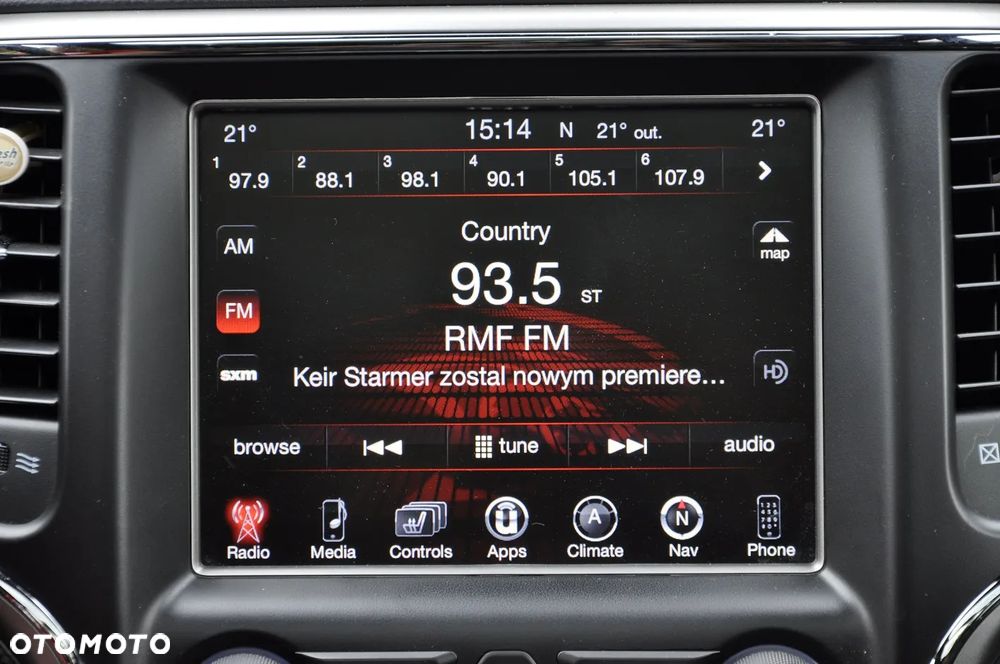 21° 15:14 N 21° out. 21°
1 97.9 2 88.1 3 98.1 4 90.1 5 105.1 6 107.9
Country
AM
map
93.5 ST
FM
RMF FM
sxm
Keir Starmer zostal nowym premiere...
HD
browse tune audio
Radio Media Controls Apps Climate Nav Phone
A
N
OTOMOTO